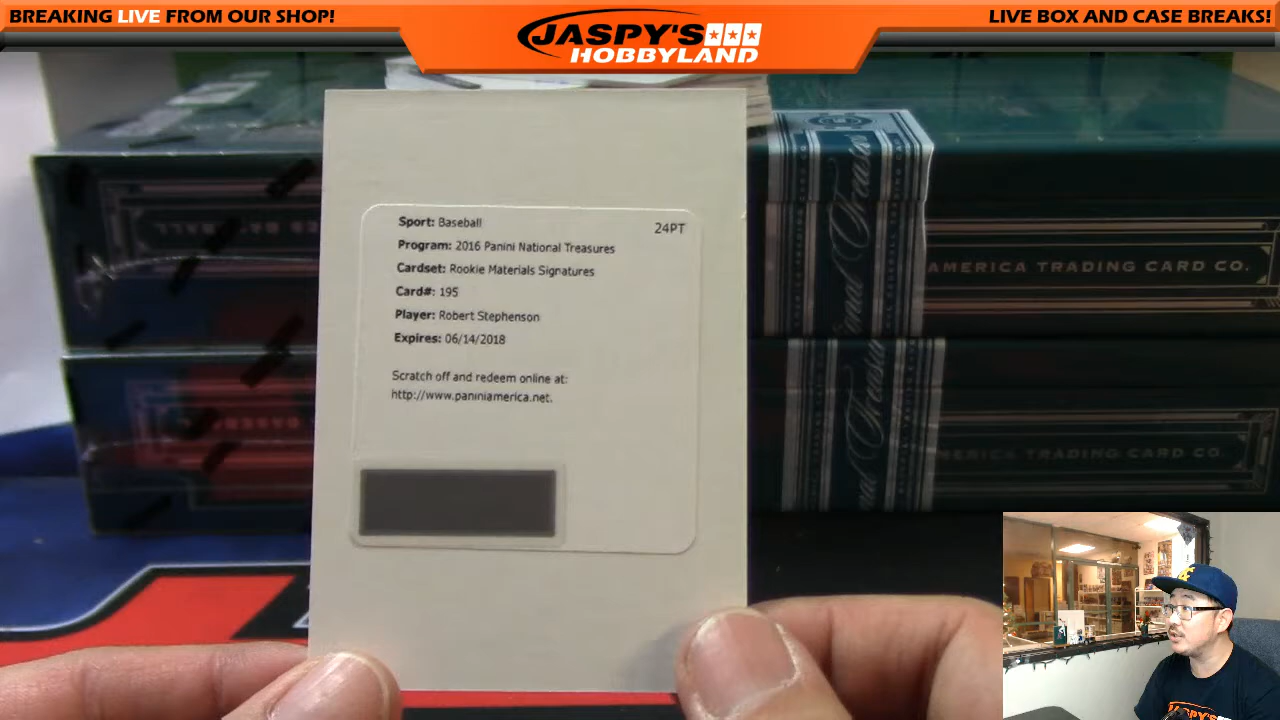 BREAKING LIVE FROM OUR SHOP!
JASPY'S
HOBBYLAND
LIVE BOX AND CASE BREAKS!
Sport: Baseball
24PT
Program: 2016 Panini National Treasures
Cardset: Rookie Materials Signatures
Card#: 195
Player: Robert Stephenson
Expires: 06/14/2018
Scratch off and redeem online at:
http://www.paniniamerica.net.
AMERICA TRADING CARD CO.
AMERICA TRADING CARD CO.
JASPY'S